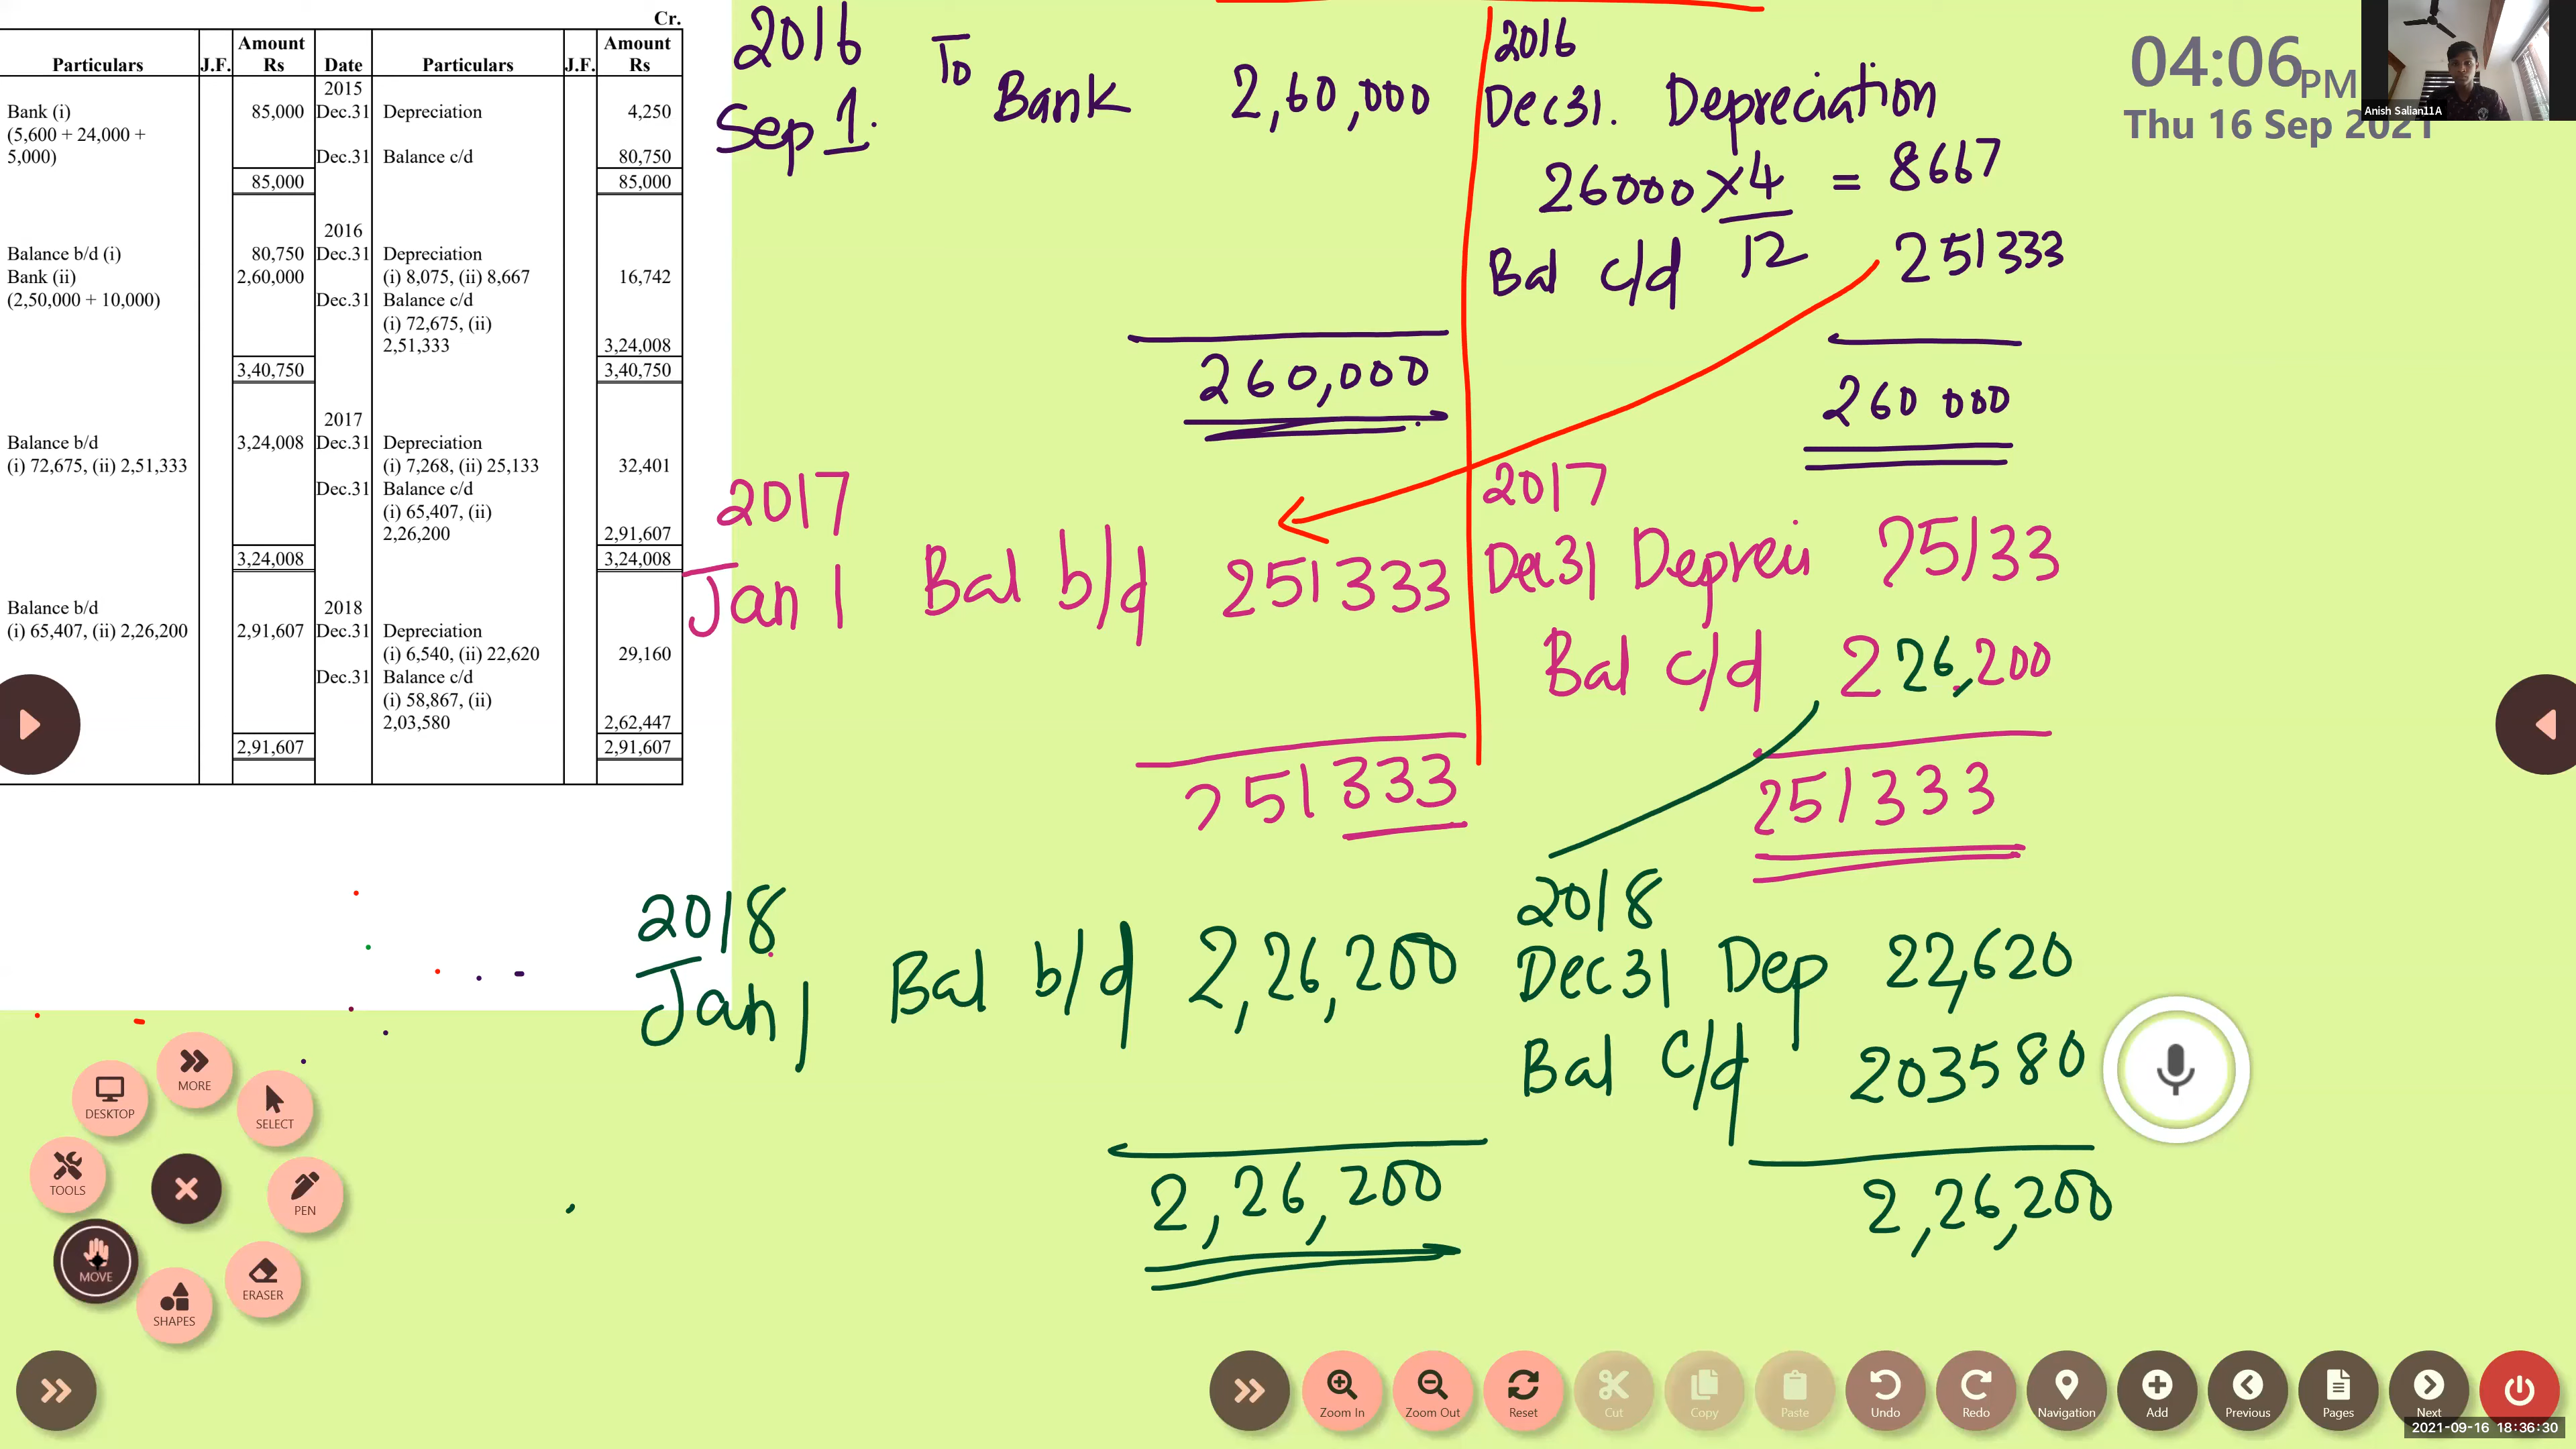 Cr.
Particulars J.F. Amount Rs Date Particulars J.F. Amount Rs
2015
Bank (i) 85,000 Dec.31 Depreciation 4,250
(5,600 + 24,000 +
5,000) Dec.31 Balance c/d 80,750
85,000 85,000
2016
Balance b/d (i) 80,750 Dec.31 Depreciation
Bank (ii) 2,60,000 (i) 8,075, (ii) 8,667 16,742
(2,50,000 + 10,000) Dec.31 Balance c/d
(i) 72,675, (ii)
2,51,333 3,24,008
3,40,750 3,40,750
2017
Balance b/d 3,24,008 Dec.31 Depreciation
(i) 72,675, (ii) 2,51,333 (i) 7,268, (ii) 25,133 32,401
Dec.31 Balance c/d
(i) 65,407, (ii)
2,26,200 2,91,607
3,24,008 3,24,008
Balance b/d 2018
(i) 65,407, (ii) 2,26,200 2,91,607 Dec.31 Depreciation
(i) 6,540, (ii) 22,620 29,160
Dec.31 Balance c/d
(i) 58,867, (ii)
2,03,580 2,62,447
2,91,607 2,91,607
2016 2016
Sep 1. To Bank 2,60,000 Dec31. Depreciation
26000 × 4/12 = 8667
Bal c/d 251333
260,000 260 000
2017 2017
Jan 1 Bal b/d 251333 Dec31 Deprei 25133
Bal c/d 226,200
251333 251333
2018 2018
Jan 1 Bal b/d 2,26,200 Dec31 Dep 22,620
Bal c/d 203580
2,26,200 2,26,200
04:06 PM
Thu 16 Sep 2021
Anish Salian11A
MORE
DESKTOP
SELECT
TOOLS
PEN
MOVE
ERASER
SHAPES
Zoom In Zoom Out Reset Cut Copy Paste Undo Redo Navigation Add Previous Pages Next
2021-09-16 18:36:30